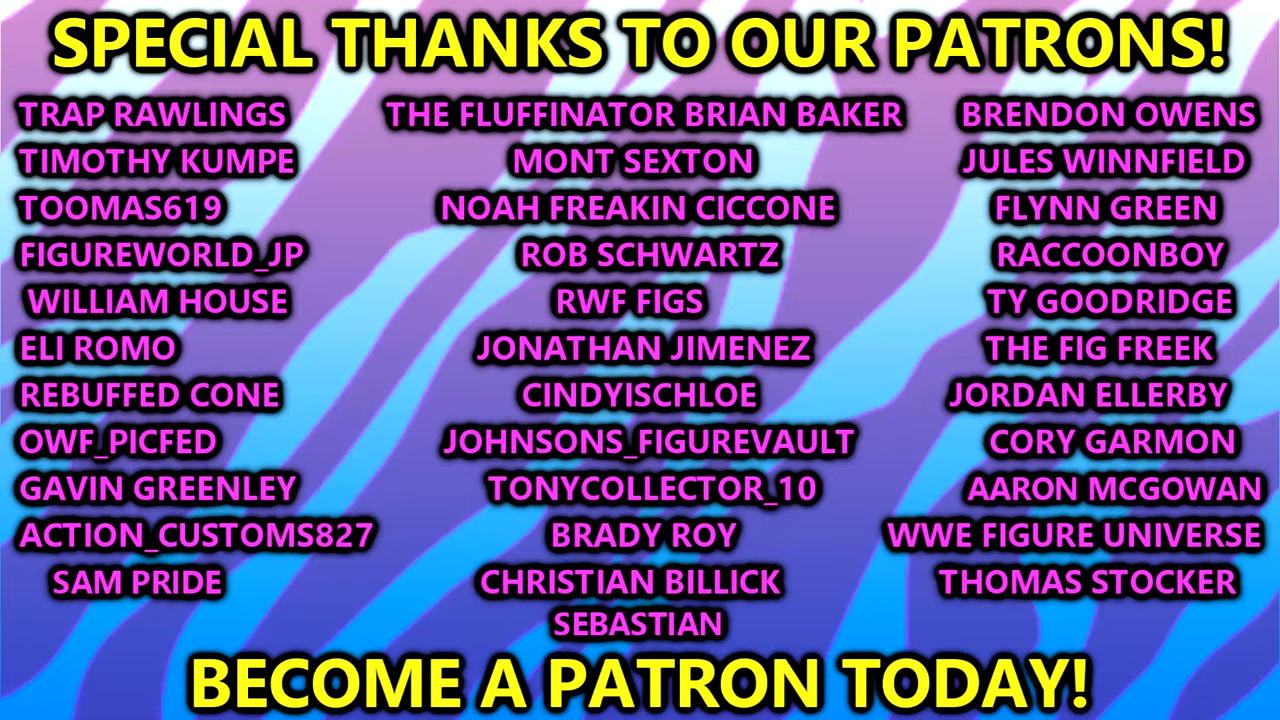 SPECIAL THANKS TO OUR PATRONS!
TRAP RAWLINGS
TIMOTHY KUMPE
TOOMAS619
FIGUREWORLD_JP
WILLIAM HOUSE
ELI ROMO
REBUFFED CONE
OWF_PICFED
GAVIN GREENLEY
ACTION_CUSTOMS827
SAM PRIDE
THE FLUFFINATOR BRIAN BAKER
MONT SEXTON
NOAH FREAKIN CICCONE
ROB SCHWARTZ
RWF FIGS
JONATHAN JIMENEZ
CINDYISCHLOE
JOHNSONS_FIGUREVAULT
TONYCOLLECTOR_10
BRADY ROY
CHRISTIAN BILLICK
SEBASTIAN
BRENDON OWENS
JULES WINNFIELD
FLYNN GREEN
RACCOONBOY
TY GOODRIDGE
THE FIG FREEK
JORDAN ELLERBY
CORY GARMON
AARON MCGOWAN
WWE FIGURE UNIVERSE
THOMAS STOCKER
BECOME A PATRON TODAY!